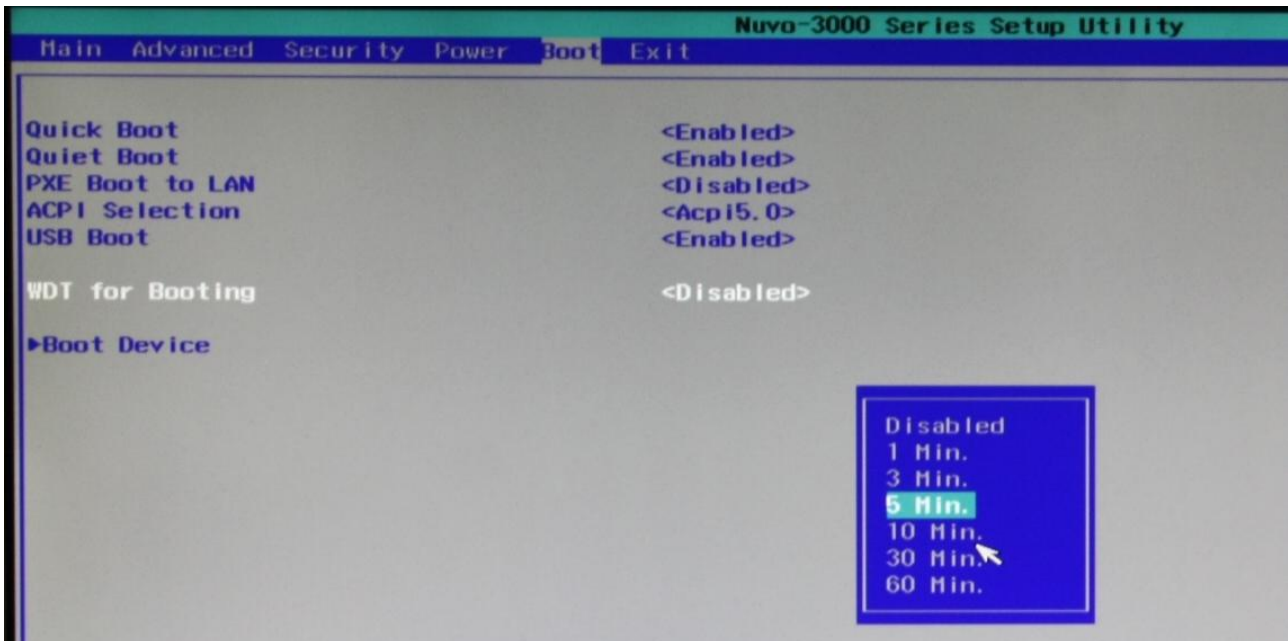 Nuvo-3000 Series Setup Utility
Main Advanced Security Power Boot Exit
Quick Boot <Enabled>
Quiet Boot <Enabled>
PXE Boot to LAN <Disabled>
ACPI Selection <Acpi5.0>
USB Boot <Enabled>
WDT for Booting <Disabled>
▶Boot Device
Disabled
1 Min.
3 Min.
5 Min.
10 Min.
30 Min.
60 Min.